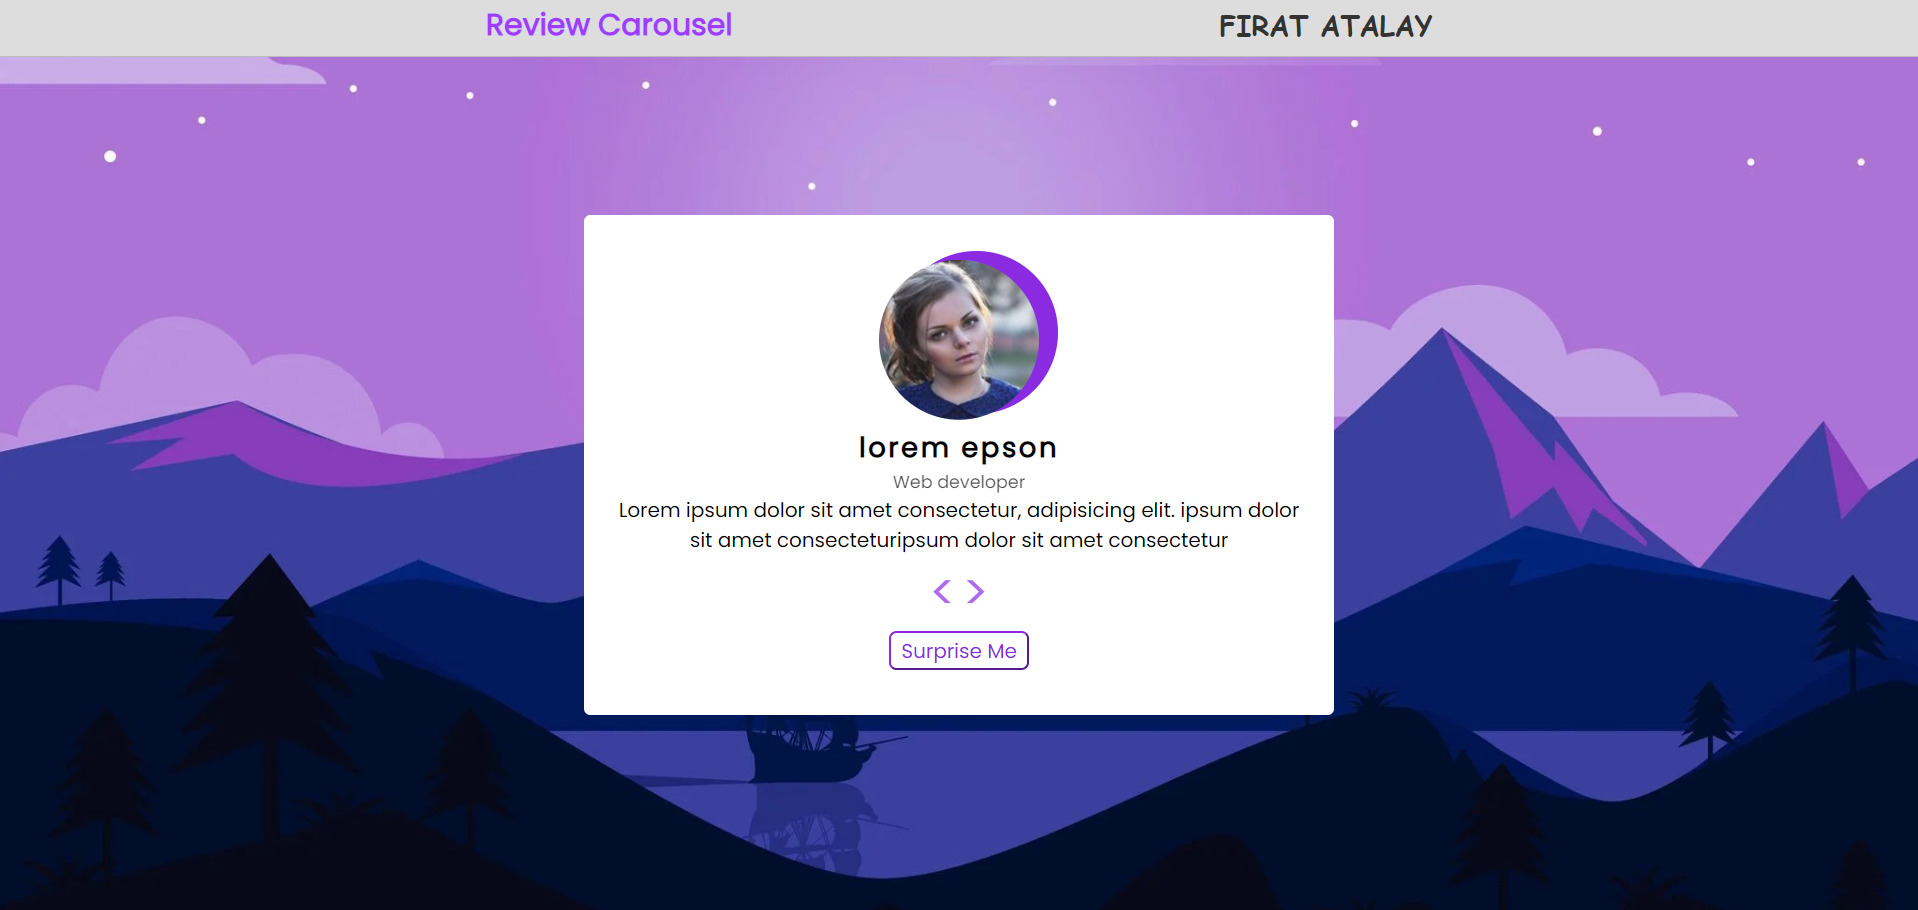 Review Carousel
FIRAT ATALAY
lorem epson
Web developer
Lorem ipsum dolor sit amet consectetur, adipisicing elit. ipsum dolor
sit amet consecteturipsum dolor sit amet consectetur
Surprise Me